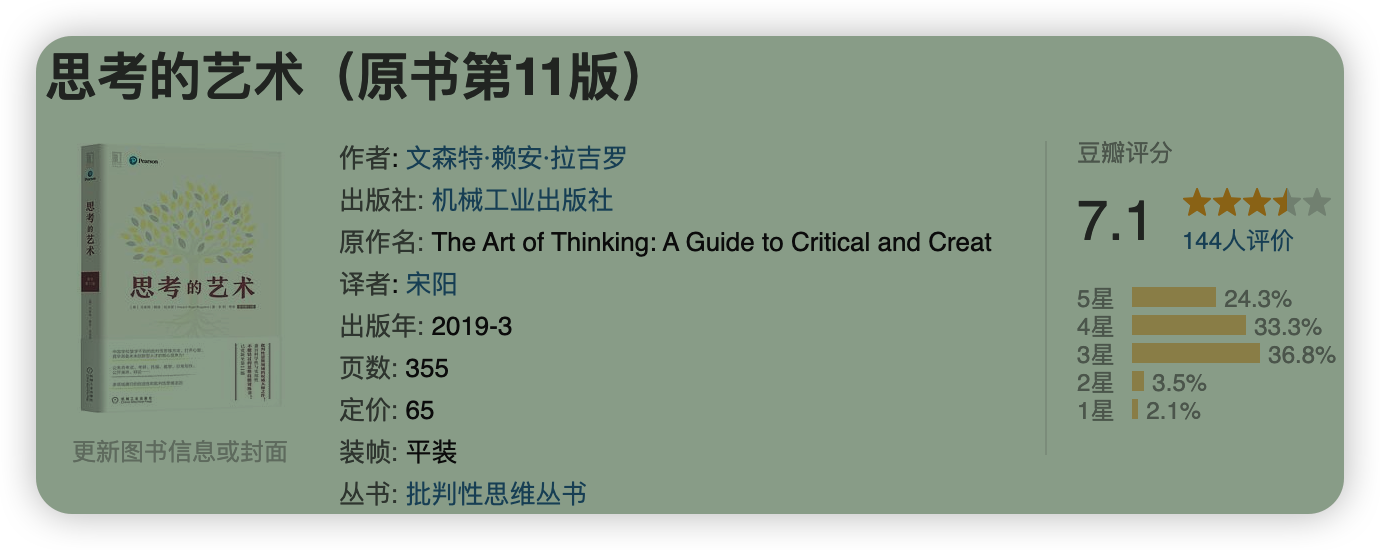 思考的艺术（原书第11版）
Pearson
思考的艺术
思考的艺术
更新图书信息或封面
作者: 文森特·赖安·拉吉罗
出版社: 机械工业出版社
原作名: The Art of Thinking: A Guide to Critical and Creat
译者: 宋阳
出版年: 2019-3
页数: 355
定价: 65
装帧: 平装
丛书: 批判性思维丛书
豆瓣评分
7.1
144人评价
5星 24.3%
4星 33.3%
3星 36.8%
2星 3.5%
1星 2.1%